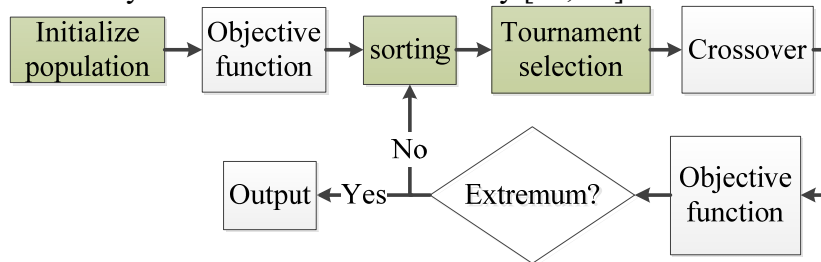 Initialize
population
Objective
function
sorting
Tournament
selection
Crossover
No
Output
Yes
Extremum?
Objective
function